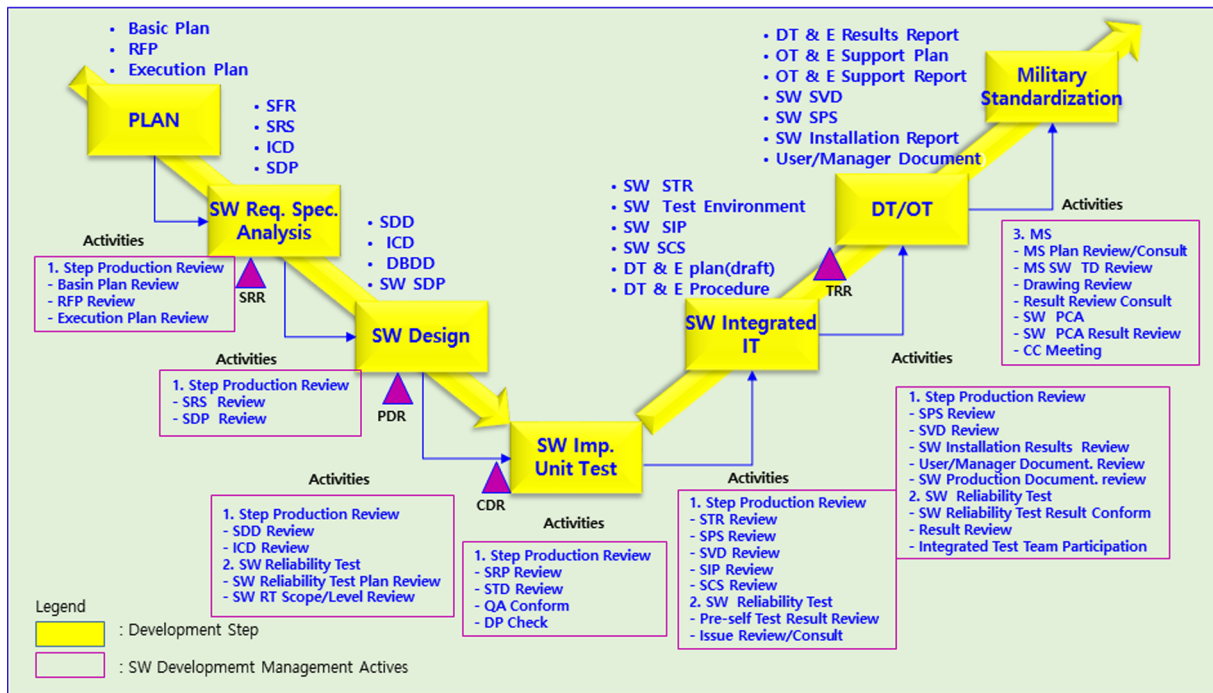 • Basic Plan
• RFP
• Execution Plan
PLAN
• SFR
• SRS
• ICD
• SDP
SW Req. Spec.
Analysis
Activities
1. Step Production Review
- Basin Plan Review
- RFP Review
- Execution Plan Review
SRR
• SDD
• ICD
• DBDD
• SW SDP
SW Design
Activities
1. Step Production Review
- SRS Review
- SDP Review
PDR
SW Imp.
Unit Test
CDR
Activities
1. Step Production Review
- SDD Review
- ICD Review
2. SW Reliability Test
- SW Reliability Test Plan Review
- SW RT Scope/Level Review
Activities
1. Step Production Review
- SRP Review
- STD Review
- QA Conform
- DP Check
• SW STR
• SW Test Environment
• SW SIP
• SW SCS
• DT & E plan(draft)
• DT & E Procedure
SW Integrated
IT
Activities
1. Step Production Review
- STR Review
- SPS Review
- SVD Review
- SIP Review
- SCS Review
2. SW Reliability Test
- Pre-self Test Result Review
- Issue Review/Consult
• DT & E Results Report
• OT & E Support Plan
• OT & E Support Report
• SW SVD
• SW SPS
• SW Installation Report
• User/Manager Document)
DT/OT
TRR
Activities
1. Step Production Review
- SPS Review
- SVD Review
- SW Installation Results Review
- User/Manager Document. Review
- SW Production Document. review
2. SW Reliability Test
- SW Reliability Test Result Conform
- Result Review
- Integrated Test Team Participation
Military
Standardization
Activities
3. MS
- MS Plan Review/Consult
- MS SW TD Review
- Drawing Review
- Result Review Consult
- SW PCA
- SW PCA Result Review
- CC Meeting
Legend
: Development Step
: SW Developmemt Management Actives